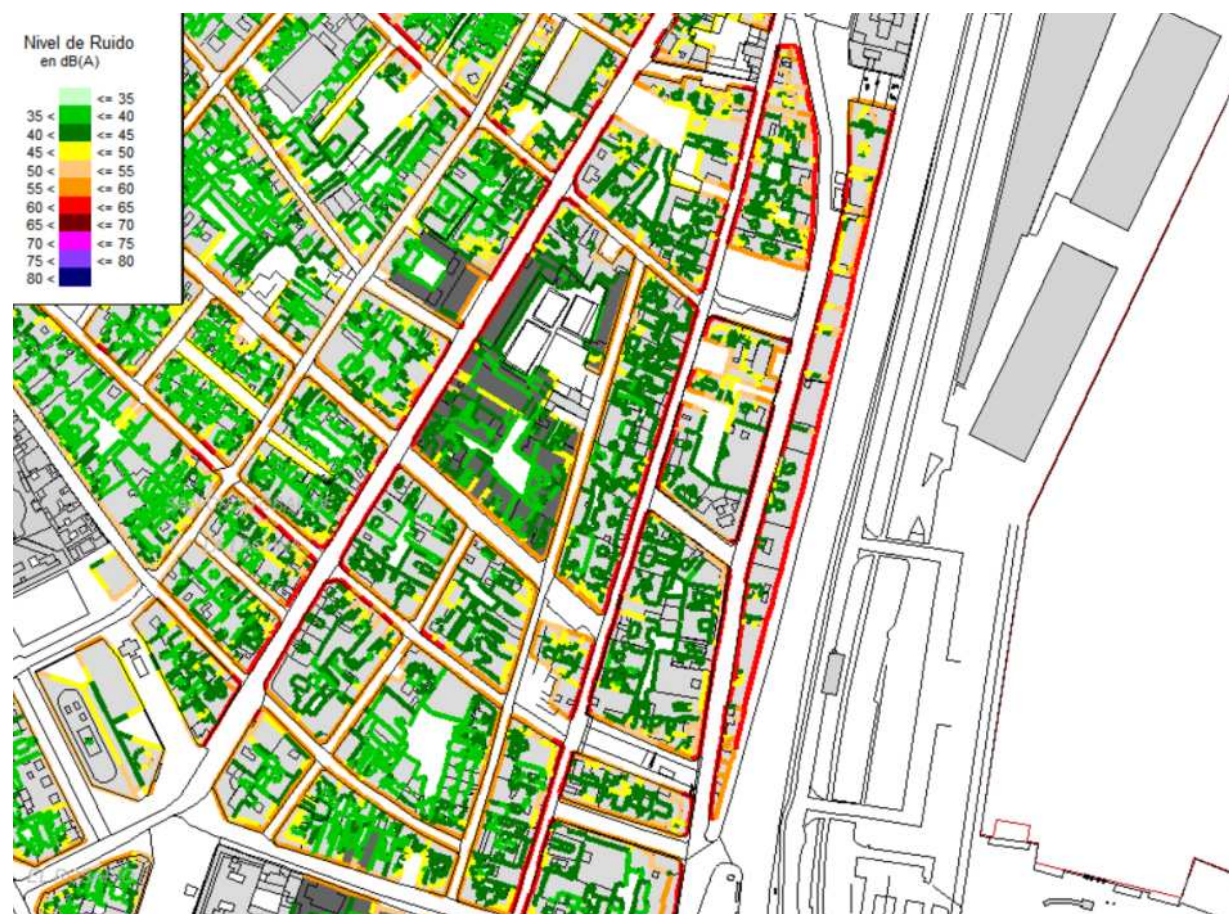 Nivel de Ruido
en dB(A)
<= 35
35 < <= 40
40 < <= 45
45 < <= 50
50 < <= 55
55 < <= 60
60 < <= 65
65 < <= 70
70 < <= 75
75 < <= 80
80 <